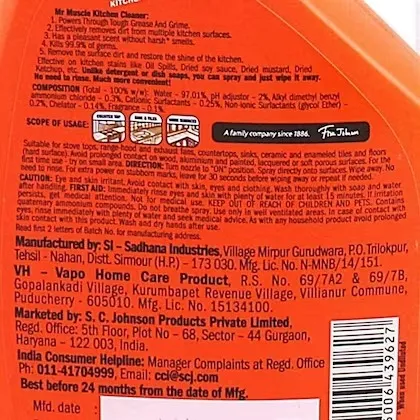 KITCHEN
Mr Muscle Kitchen Cleaner:
1. Powers Through Tough Grease And Grime.
2. Effectively removes dirt from multiple kitchen surfaces.
3. Has a pleasant scent without harsh* smells.
4. Kills 99.9% of germs.
5. Remove the surface dirt and restore the shine of the kitchen.
Effective on kitchen stains like Oil Spills, Dried soy sauce, Dried mustard, Dried
Ketchup, etc. Unlike detergent or dish soaps, you can spray and just wipe away.
No need to rinse. Much more convenient!
COMPOSITION (Total - 100% w/w): Water - 97.01%, pH adjustor - 2%, Alkyl dimethyl benzyl
ammonium chloride - 0.3%, Cationic Surfactants - 0.25%, Non-ionic Surfactants (glycol Ether) -
0.2%, Chelator - 0.14%, Fragrance - 0.1%.
SCOPE OF USAGE:
A family company since 1886.
Suitable for stove tops, range-hood and exhaust fans, countertops, sinks, ceramic and enameled tiles and floors
(hard surface). Avoid prolonged contact on wood, aluminium and painted, lacquered or soft porous surfaces. For the
first time use - try on small area. DIRECTION: Turn nozzle to "ON" position. Spray directly onto surfaces. Wipe away. No
need to rinse. For extra power on stubborn marks, leave for 30 seconds before wiping away or repeat if needed.
CAUTION: Eye and skin irritant. Avoid contact with skin, eyes and clothing. Wash thoroughly with soap and water
after handling. FIRST AID: Immediately rinse eyes and skin with plenty of water for at least 15 minutes. If irritation
persists, get medical attention. Not for food or food area usage. KEEP OUT OF REACH OF CHILDREN AND PETS. Contains
quaternary ammonium compounds. Do not breathe spray. Use only in well ventilated areas. In case of contact with
eyes, rinse immediately with plenty of water and seek medical advice. As with any household product avoid prolonged
contact with this product. Wash and dry hands after use.
Read first 2 letters of Batch No. for manufacturing address.
Manufactured by: SI – Sadhana Industries, Village Mirpur Gurudwara, P.O. Trilokpur,
Tehsil - Nahan, Distt. Sirmour (H.P.) – 173 030. Mfg. Lic. No. N-MNB/14/151.
VH - Vapo Home Care Product, R.S. No. 69/7A2 & 69/7B,
Gopalankadi Village, Kurumbapet Revenue Village, Villianur Commune,
Puducherry - 605010. Mfg. Lic. No. 15134100.
Marketed by: S. C. Johnson Products Private Limited,
Regd. Office: 5th Floor, Plot No – 68, Sector – 44 Gurgaon,
Haryana – 122 003, India.
India Consumer Helpline: Manager Complaints at Regd. Office
Ph: 011-41704999, Email: cci@scj.com
Best before 24 months from the date of Mfg.
Mfd. date :
When used Undiluted